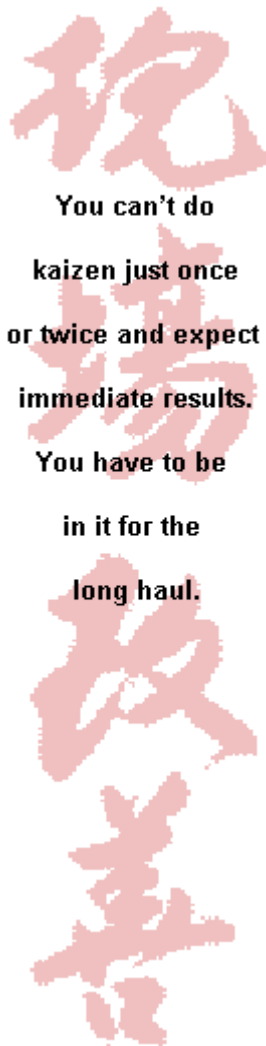 現場改善
You can't do
kaizen just once
or twice and expect
immediate results.
You have to be
in it for the
long haul.